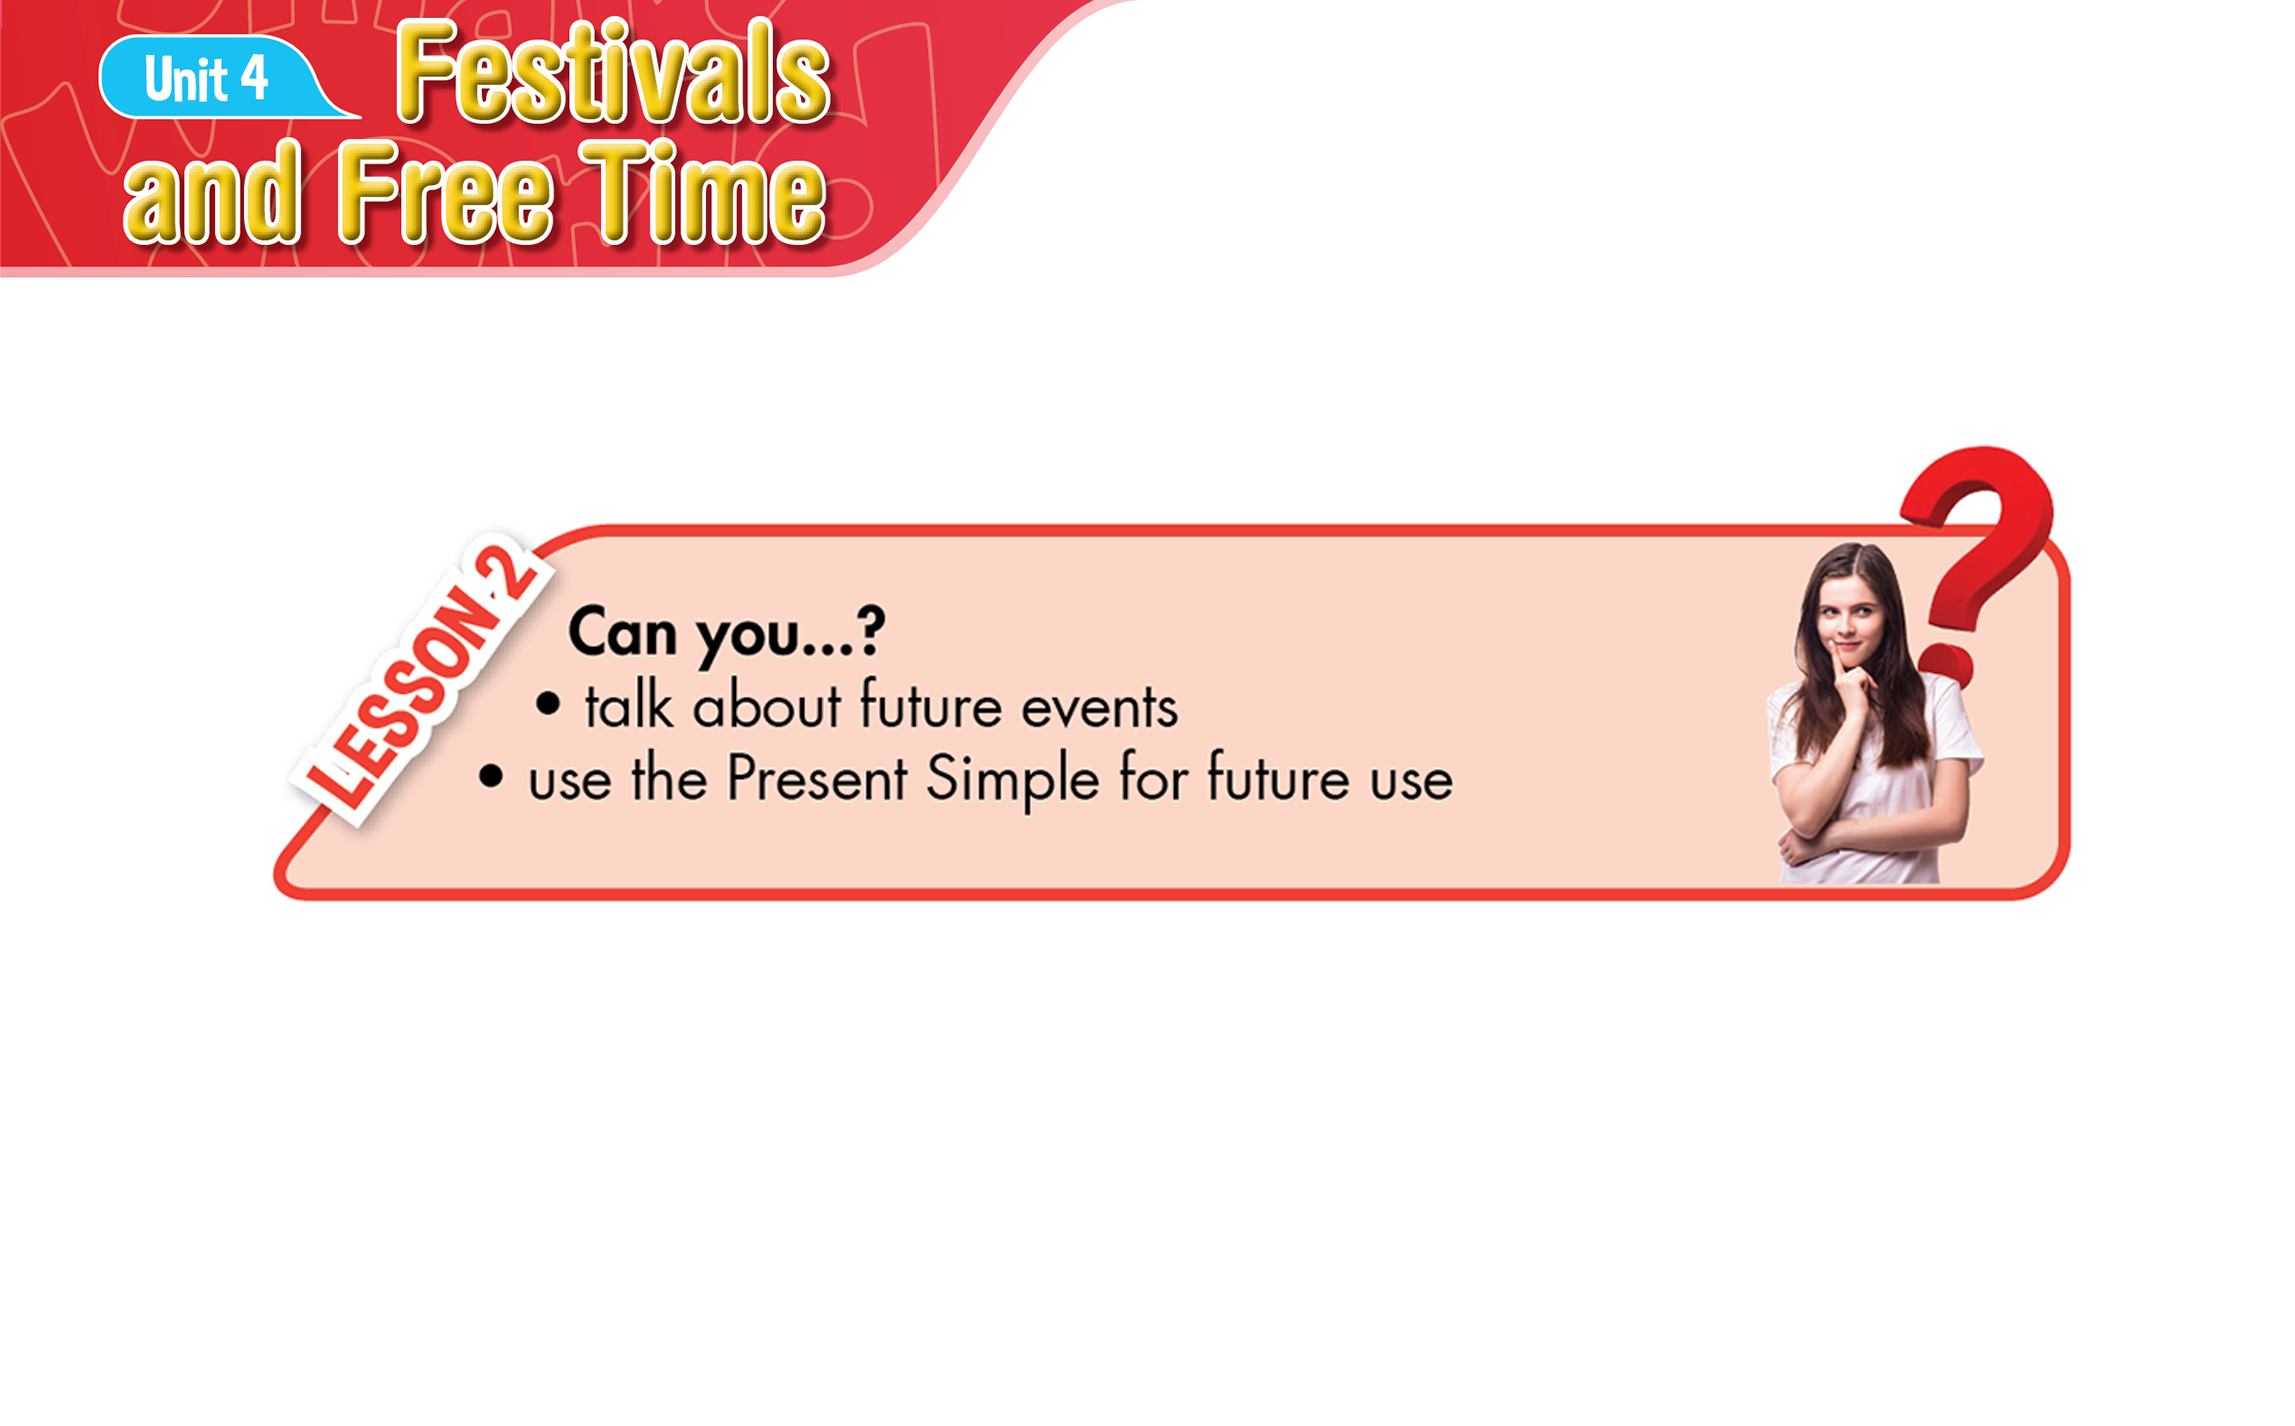 Unit 4
Festivals
and Free Time
LESSON 2
Can you...?
• talk about future events
• use the Present Simple for future use